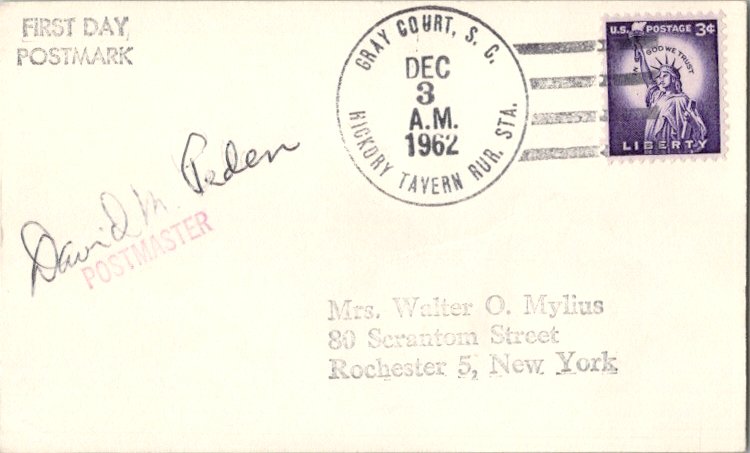 FIRST DAY
POSTMARK
GRAY COURT, S. C.
DEC
3
A.M.
1962
HICKORY TAVERN RUR. STA.
U.S. POSTAGE 3¢
IN GOD WE TRUST
LIBERTY
David M. Peden
POSTMASTER
Mrs. Walter O. Mylius
80 Scrantom Street
Rochester 5, New York